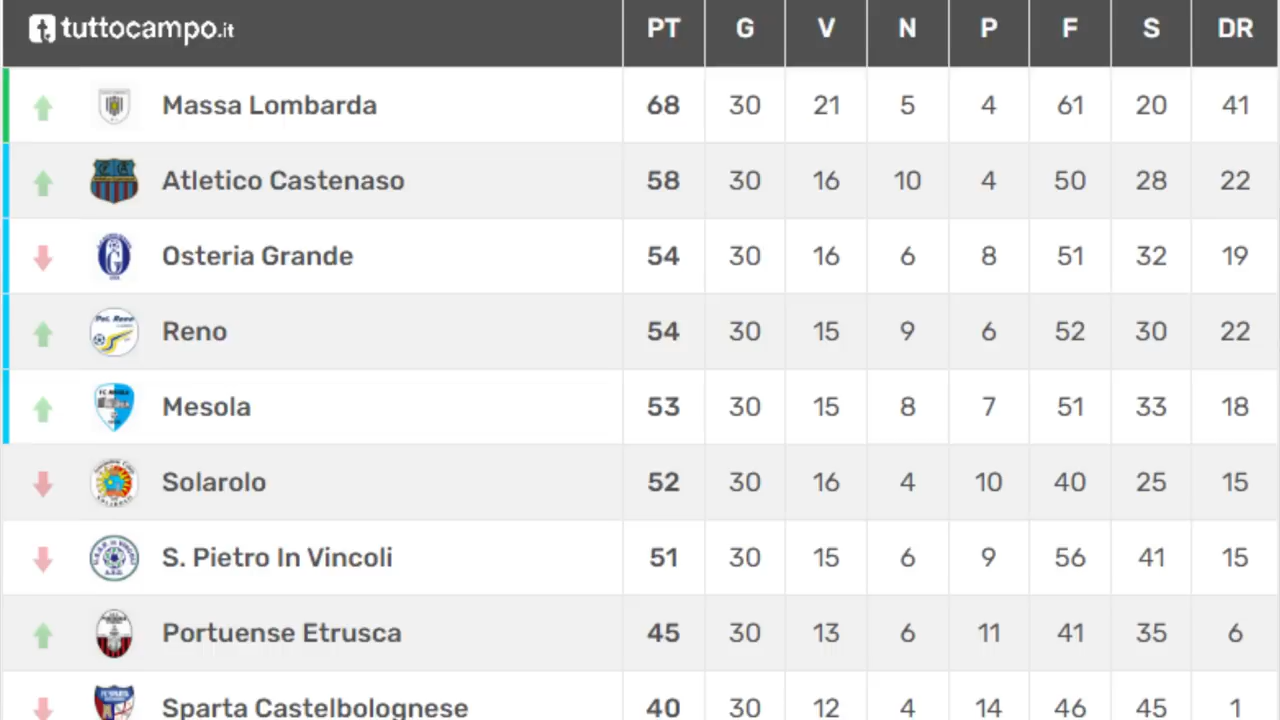 tuttocampo.it PT G V N P F S DR
Massa Lombarda 68 30 21 5 4 61 20 41
Atletico Castenaso 58 30 16 10 4 50 28 22
Osteria Grande 54 30 16 6 8 51 32 19
Reno 54 30 15 9 6 52 30 22
Mesola 53 30 15 8 7 51 33 18
Solarolo 52 30 16 4 10 40 25 15
S. Pietro In Vincoli 51 30 15 6 9 56 41 15
Portuense Etrusca 45 30 13 6 11 41 35 6
Sparta Castelbolognese 40 30 12 4 14 46 45 1